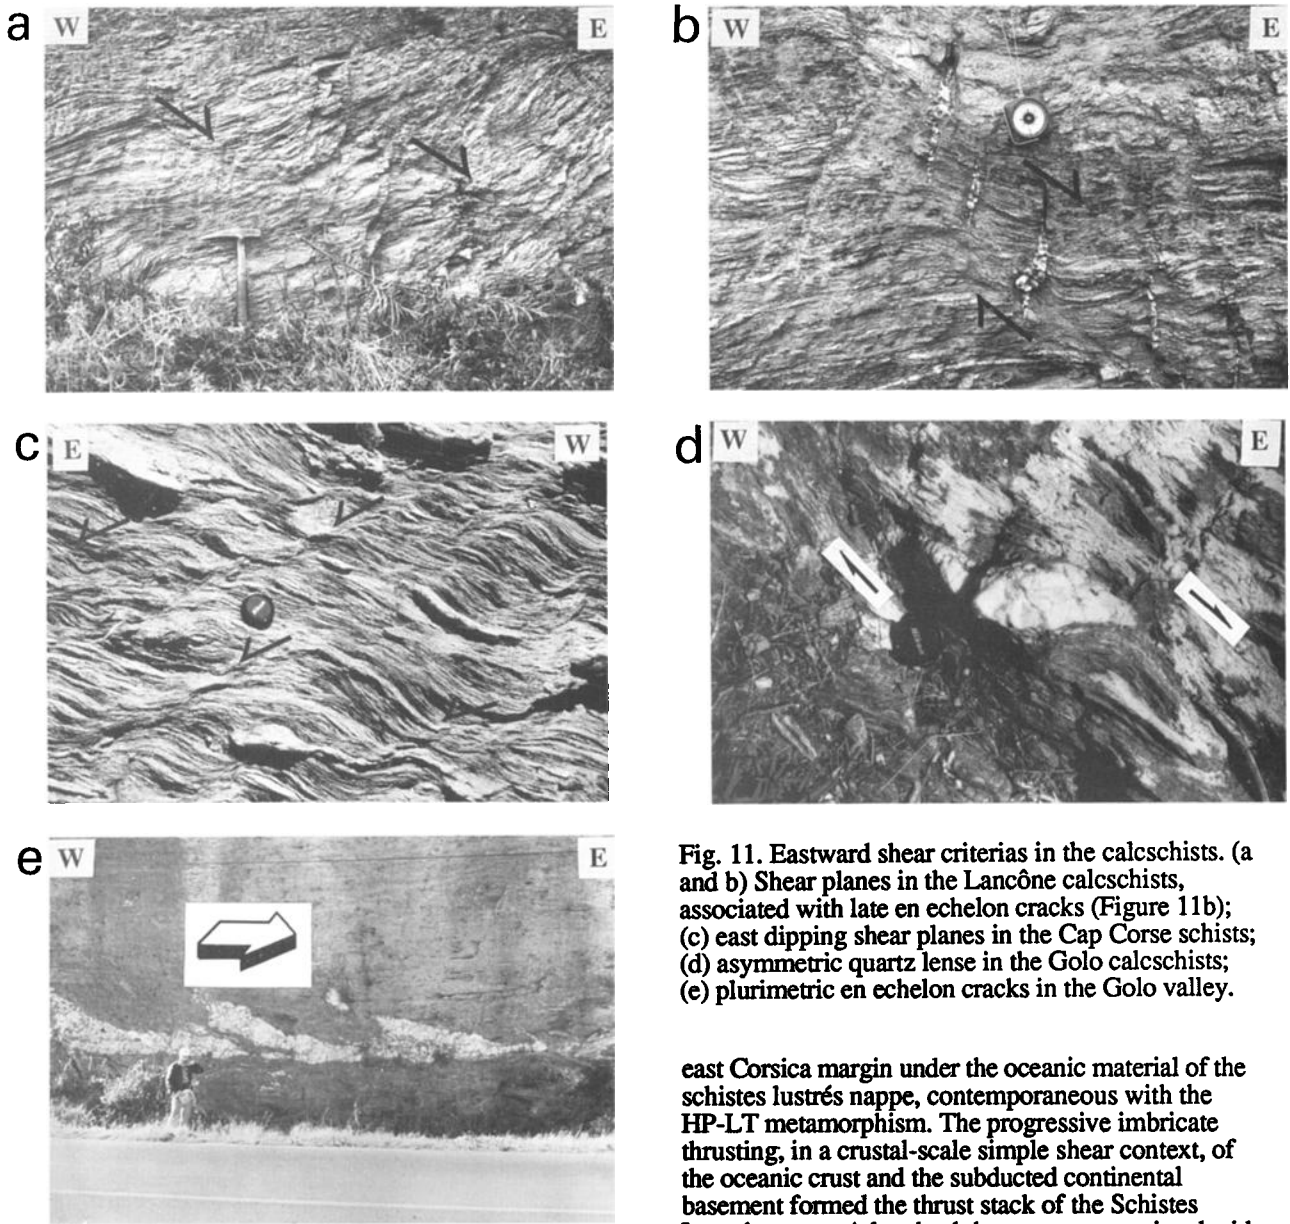 a
W
E
b
W
E
c
E
W
d
W
E
e
W
E
Fig. 11. Eastward shear criterias in the calcschists. (a
and b) Shear planes in the Lancône calcschists,
associated with late en echelon cracks (Figure 11b);
(c) east dipping shear planes in the Cap Corse schists;
(d) asymmetric quartz lense in the Golo calcschists;
(e) plurimetric en echelon cracks in the Golo valley.
east Corsica margin under the oceanic material of the
schistes lustrés nappe, contemporaneous with the
HP-LT metamorphism. The progressive imbricate
thrusting, in a crustal-scale simple shear context, of
the oceanic crust and the subducted continental
basement formed the thrust stack of the Schistes